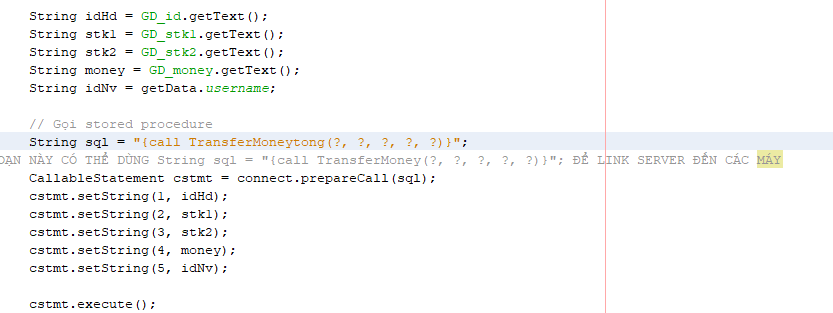 String idHd = GD_id.getText();
String stk1 = GD_stk1.getText();
String stk2 = GD_stk2.getText();
String money = GD_money.getText();
String idNv = getData.username;
// Gọi stored procedure
String sql = "{call TransferMoneytong(?, ?, ?, ?, ?)}";
OẠN NÀY CÓ THỂ DÙNG String sql = "{call TransferMoney(?, ?, ?, ?, ?)}"; ĐỂ LINK SERVER ĐẾN CÁC MÁY
CallableStatement cstmt = connect.prepareCall(sql);
cstmt.setString(1, idHd);
cstmt.setString(2, stk1);
cstmt.setString(3, stk2);
cstmt.setString(4, money);
cstmt.setString(5, idNv);
cstmt.execute();